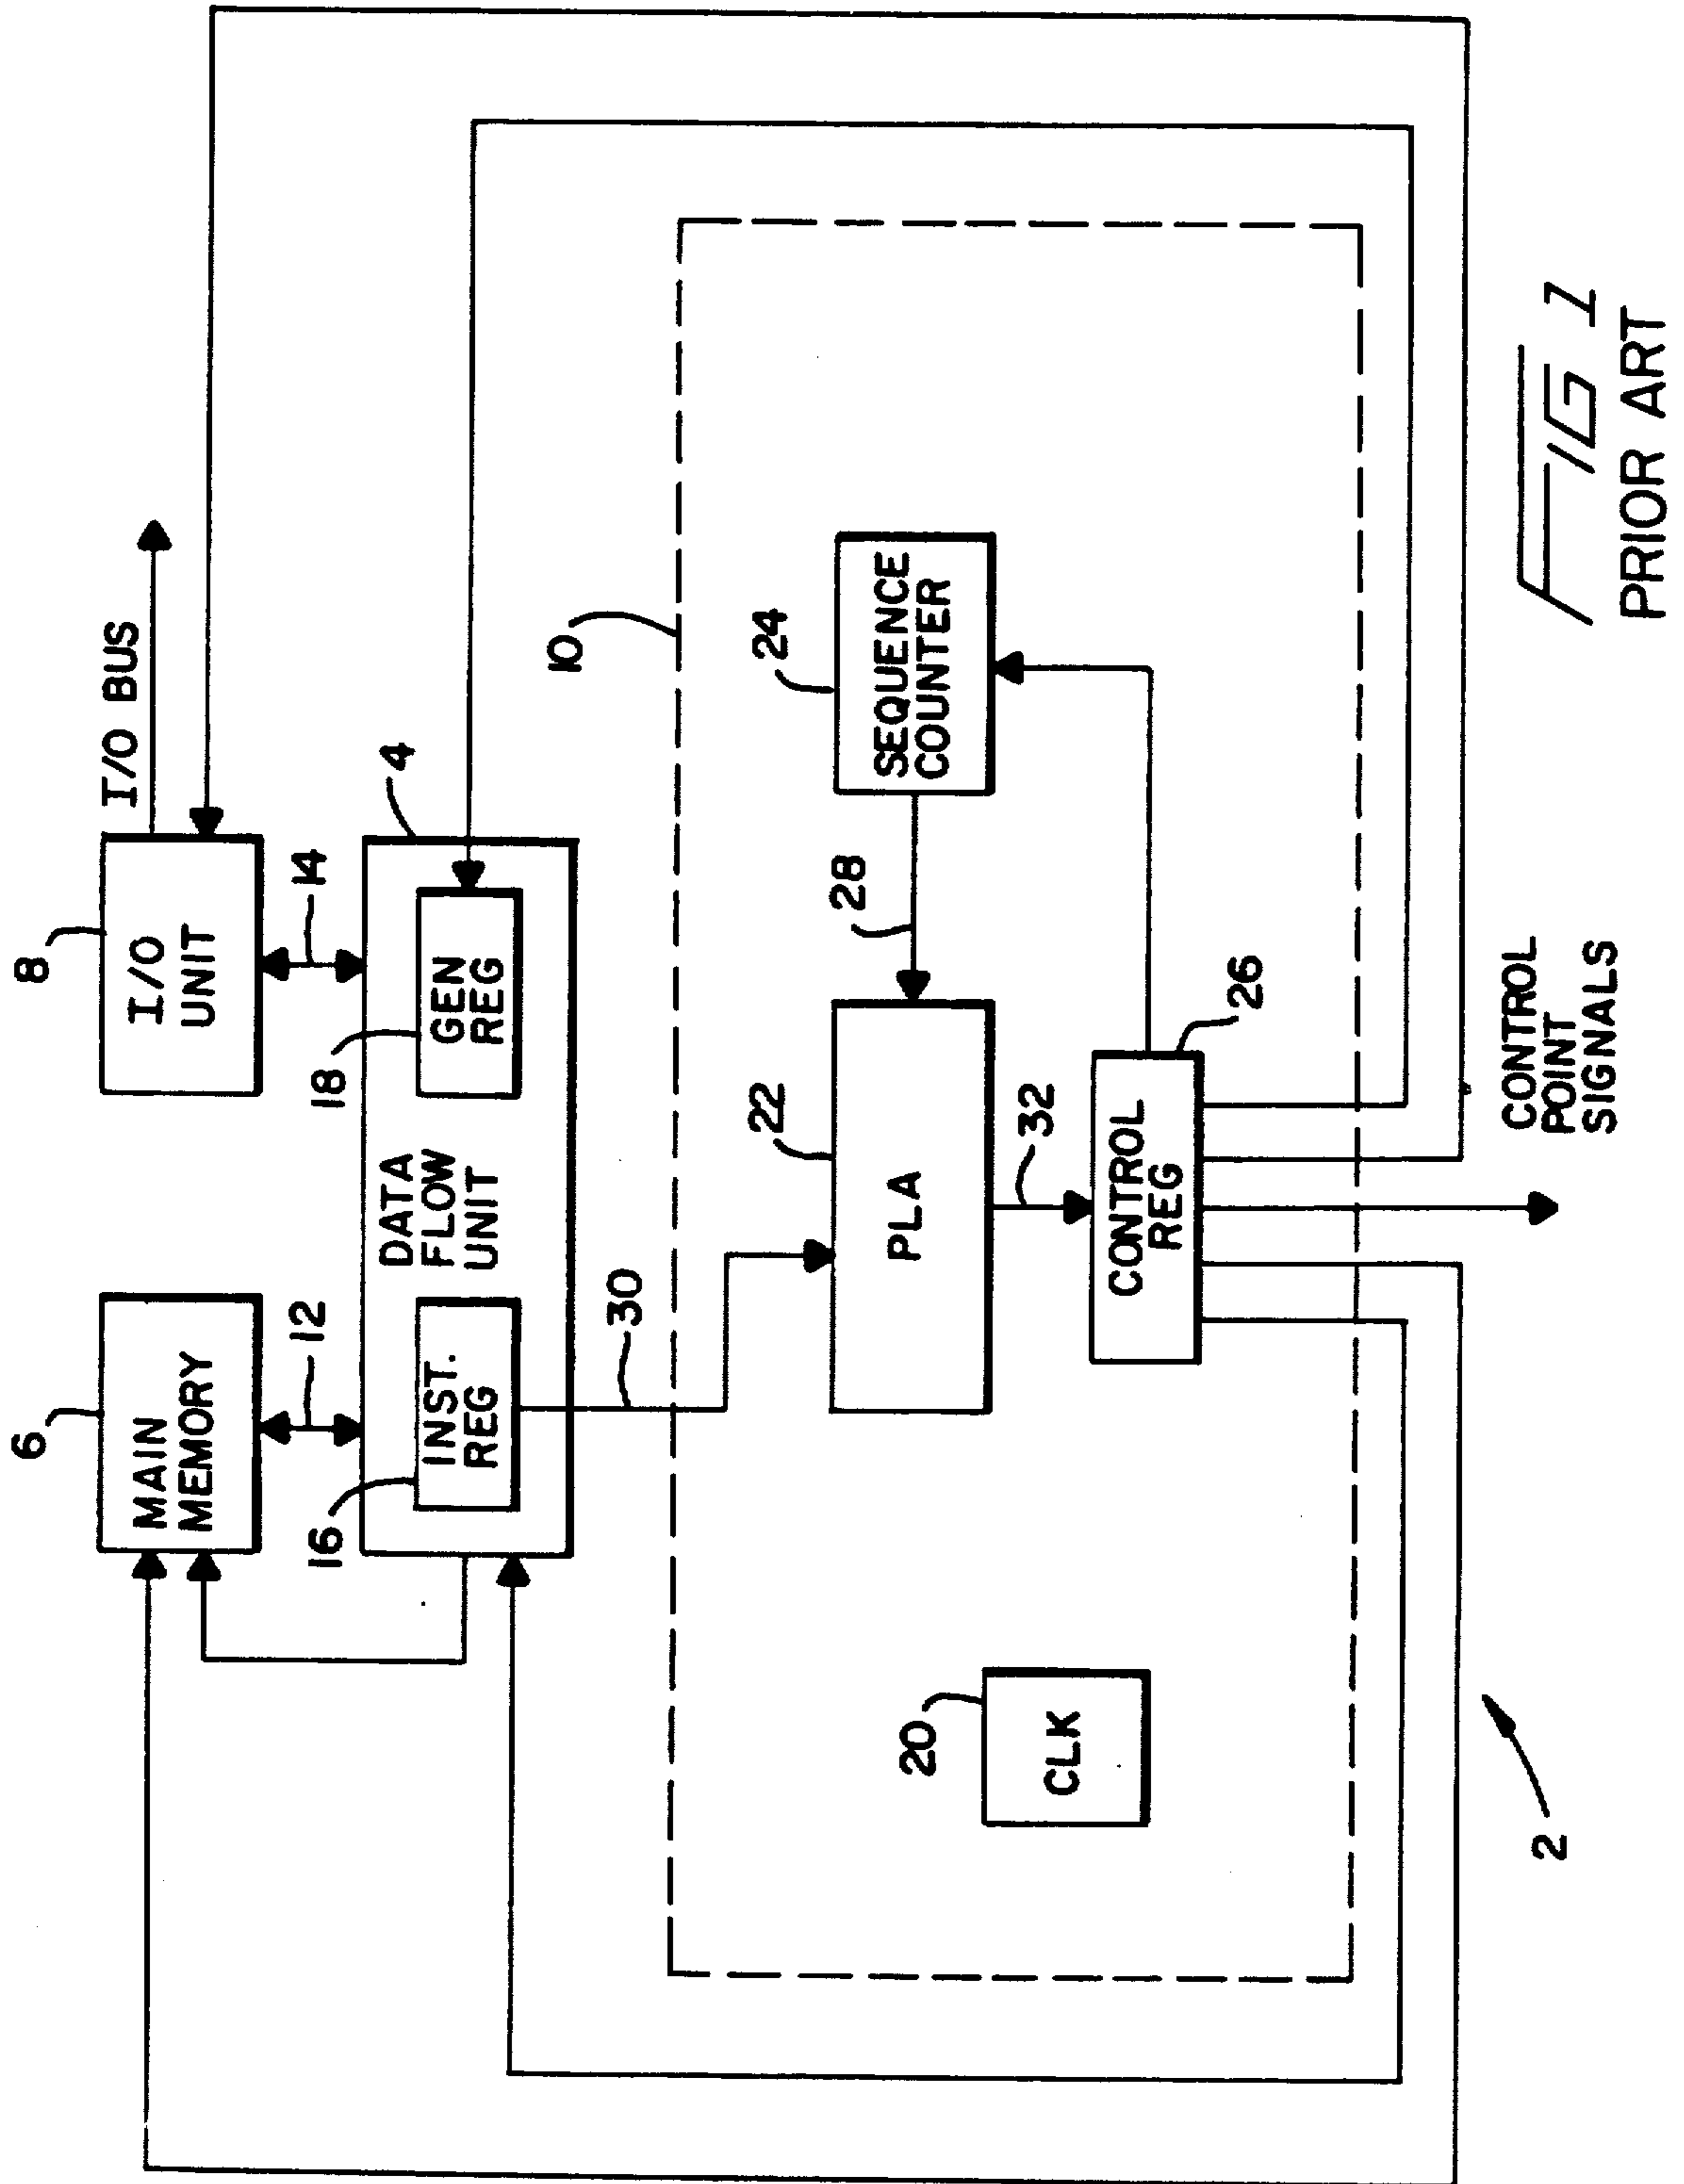 6
MAIN
MEMORY
12
8
I/O
UNIT
14
I/O BUS
4
16
INST.
REG
DATA
FLOW
UNIT
18
GEN
REG
30
10
22
PLA
28
24
SEQUENCE
COUNTER
20
CLK
32
CONTROL
REG
26
2
CONTROL
POINT
SIGNALS
FIG 1
PRIOR ART